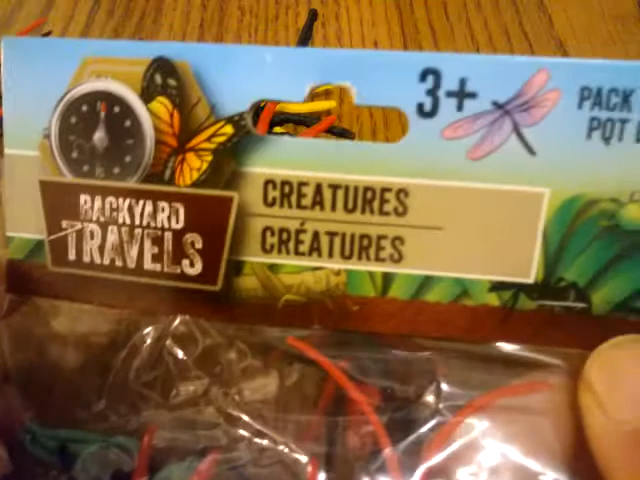 3+
PACK
PQT
BACKYARD
TRAVELS
CREATURES
CRÉATURES